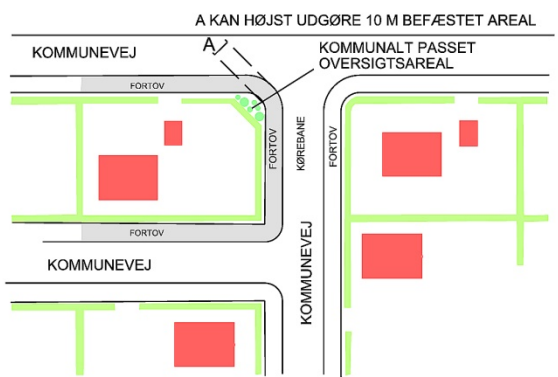 A KAN HØJST UDGØRE 10 M BEFÆSTET AREAL
KOMMUNEVEJ
A
KOMMUNALT PASSET
OVERSIGTSAREAL
FORTOV
FORTOV
KØREBANE
FORTOV
FORTOV
KOMMUNEVEJ
KOMMUNEVEJ